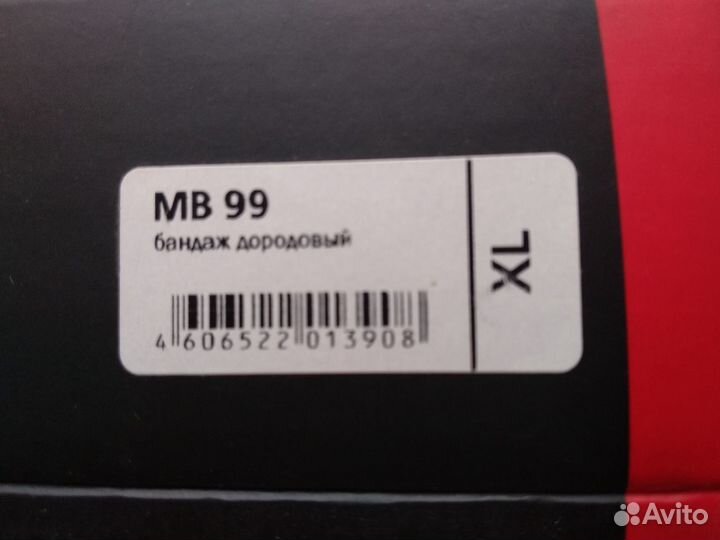 MB 99
бандаж дородовый
XL
4 606522 013908
Avito